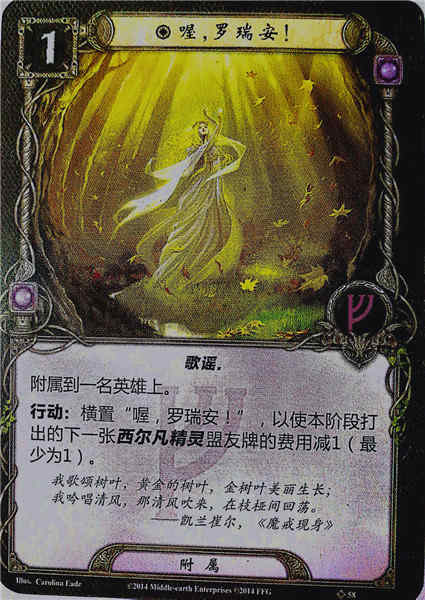 1
喔，罗瑞安！
歌谣。
附属到一名英雄上。
行动：横置“喔，罗瑞安！”，以使本阶段打
出的下一张西尔凡精灵盟友牌的费用减1（最
少为1）。
我歌颂树叶，黄金的树叶，金树叶美丽生长；
我吟唱清风，那清风吹来，在枝桠间回荡。
——凯兰崔尔，《魔戒现身》
附属
Illus. Carolina Eade
©2014 Middle-earth Enterprises ©2014 FFG
58